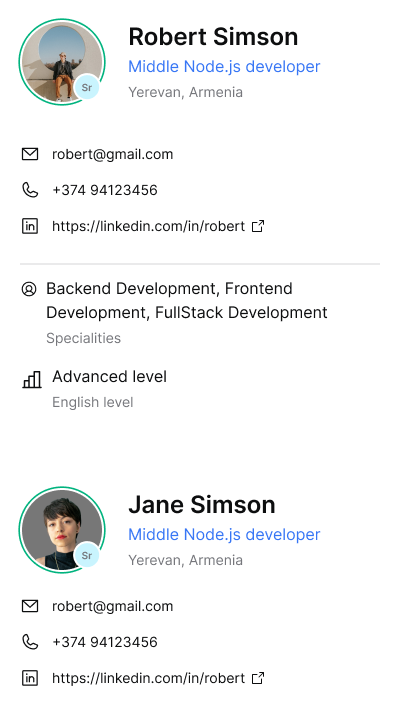 Robert Simson
Middle Node.js developer
Sr
Yerevan, Armenia
robert@gmail.com
+374 94123456
https://linkedin.com/in/robert
Backend Development, Frontend
Development, FullStack Development
Specialities
Advanced level
English level
Jane Simson
Middle Node.js developer
Sr
Yerevan, Armenia
robert@gmail.com
+374 94123456
https://linkedin.com/in/robert